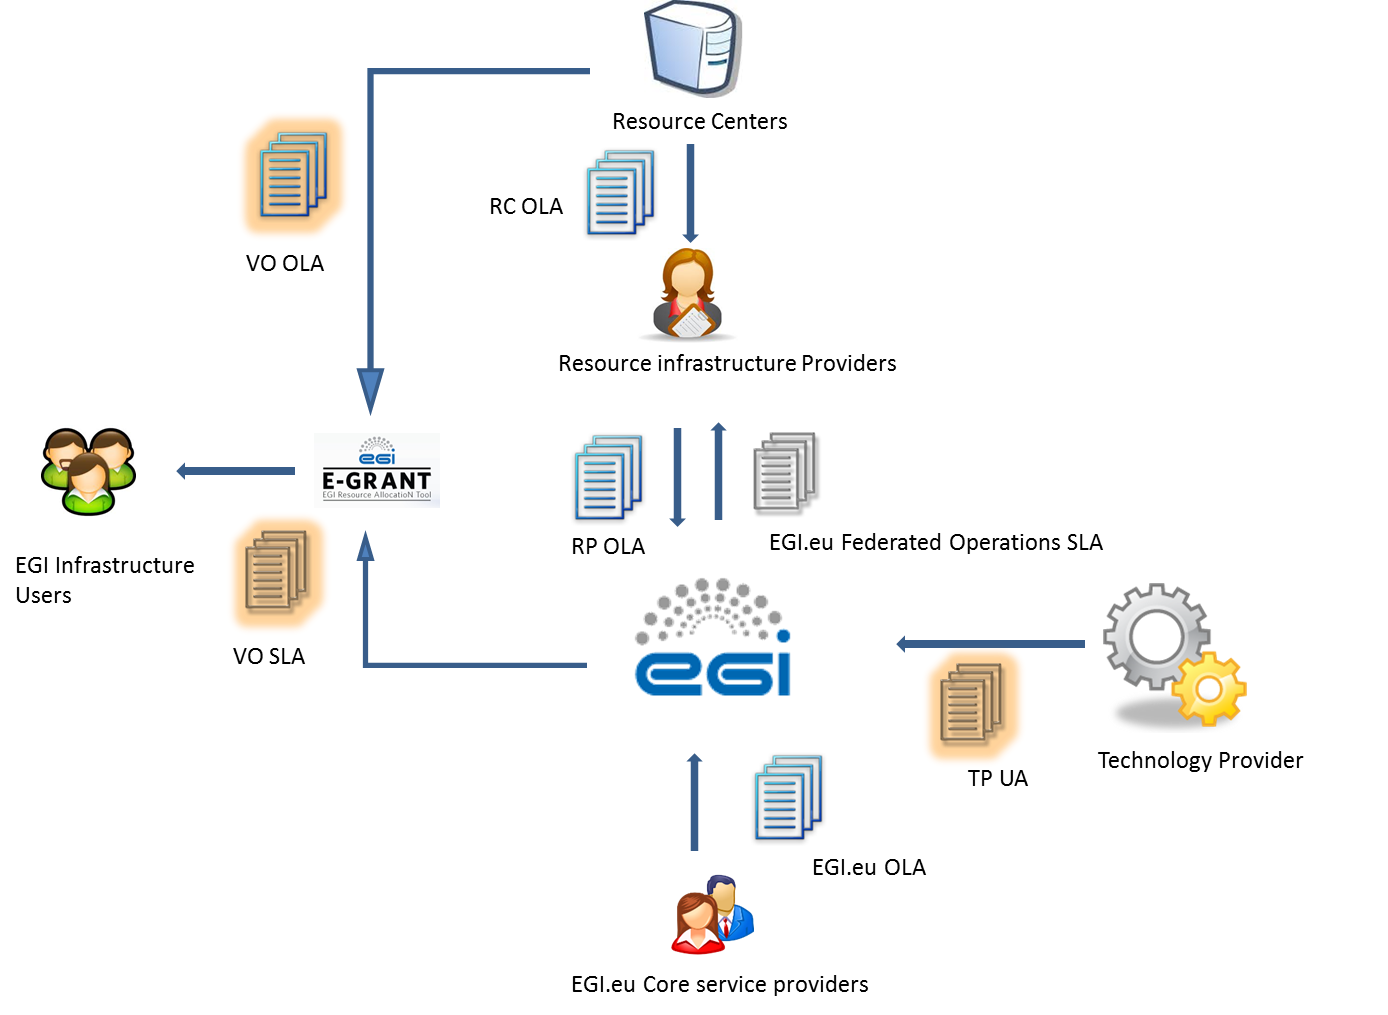 Resource Centers
RC OLA
VO OLA
Resource infrastructure Providers
egi
E-GRANT
EGI Resource AllocatioN Tool
RP OLA
EGI.eu Federated Operations SLA
EGI Infrastructure
Users
VO SLA
egi
TP UA
Technology Provider
EGI.eu OLA
EGI.eu Core service providers